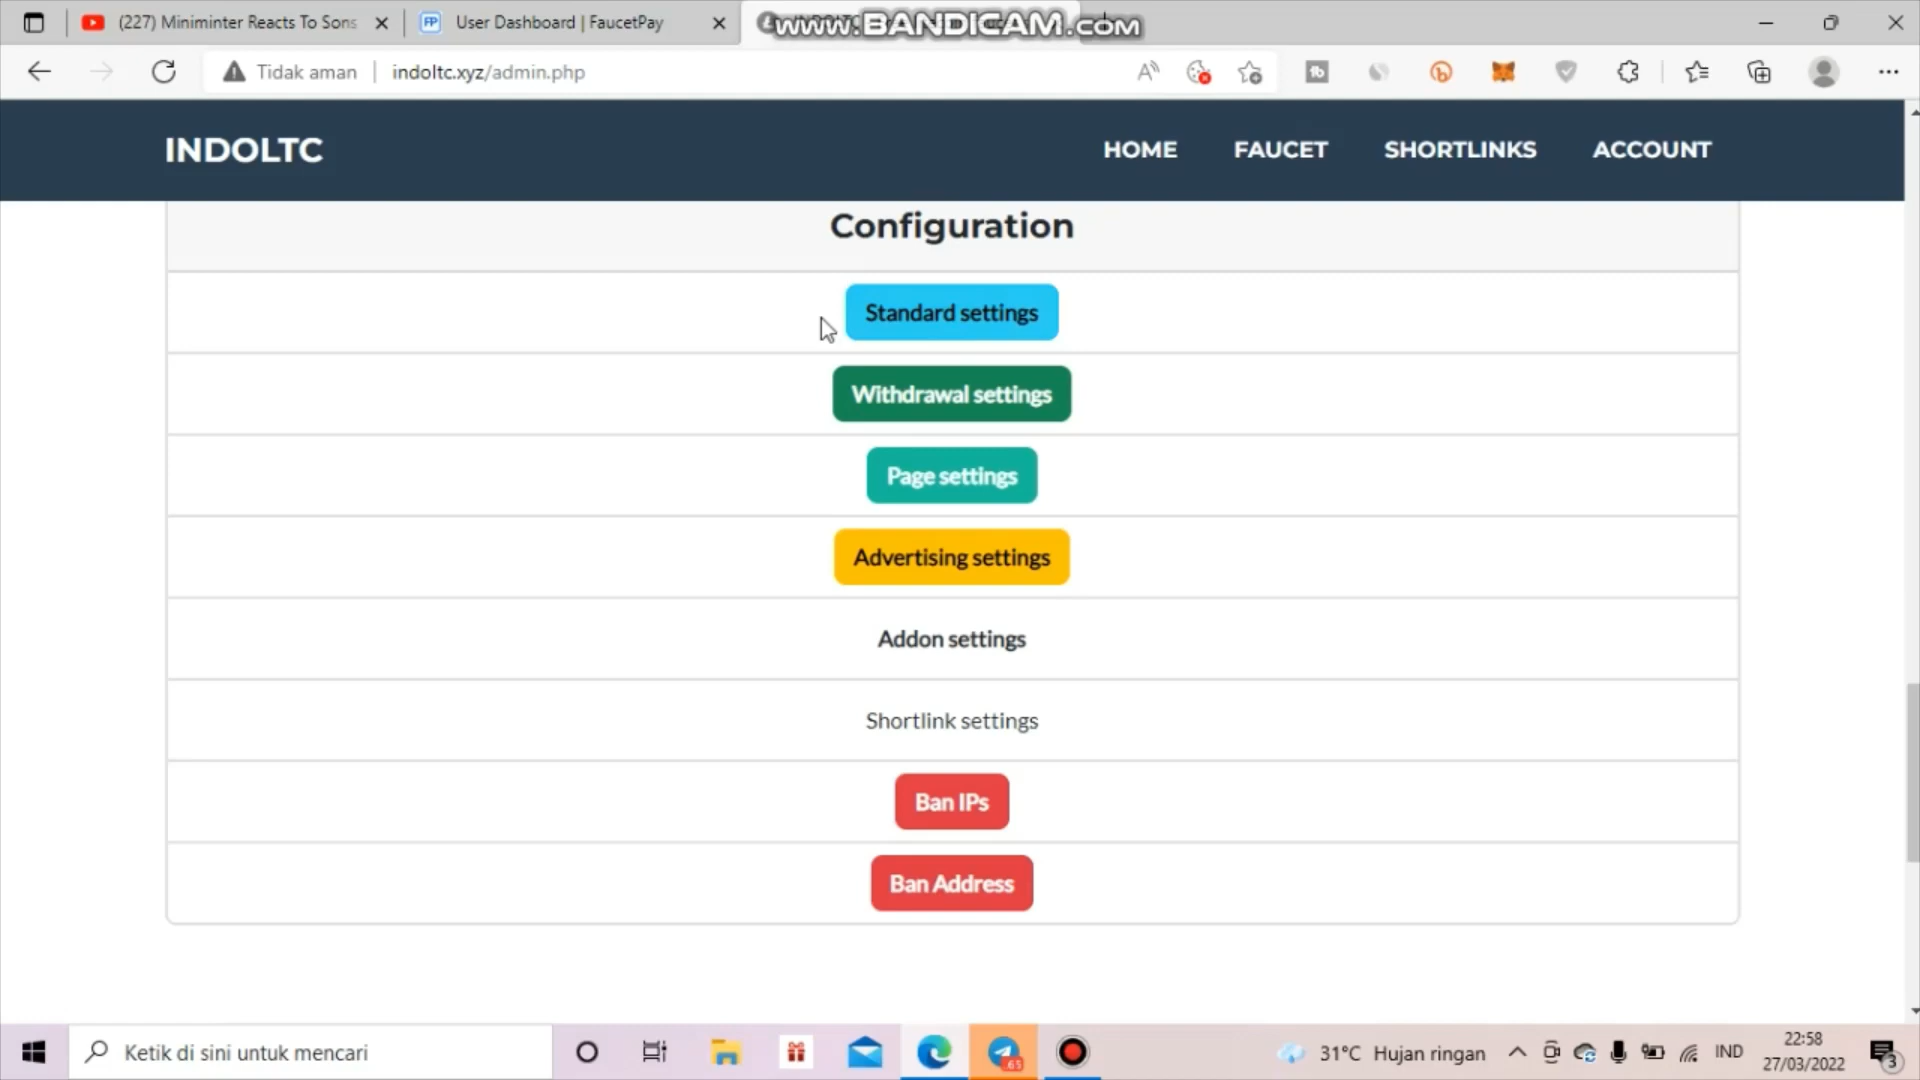 (227) Miniminter Reacts To Sons
User Dashboard | FaucetPay
www.BANDICAM.com
Tidak aman
indoltc.xyz/admin.php
INDOLTC
HOME
FAUCET
SHORTLINKS
ACCOUNT
Configuration
Standard settings
Withdrawal settings
Page settings
Advertising settings
Addon settings
Shortlink settings
Ban IPs
Ban Address
Ketik di sini untuk mencari
65
31°C Hujan ringan
IND
22:58
27/03/2022
3